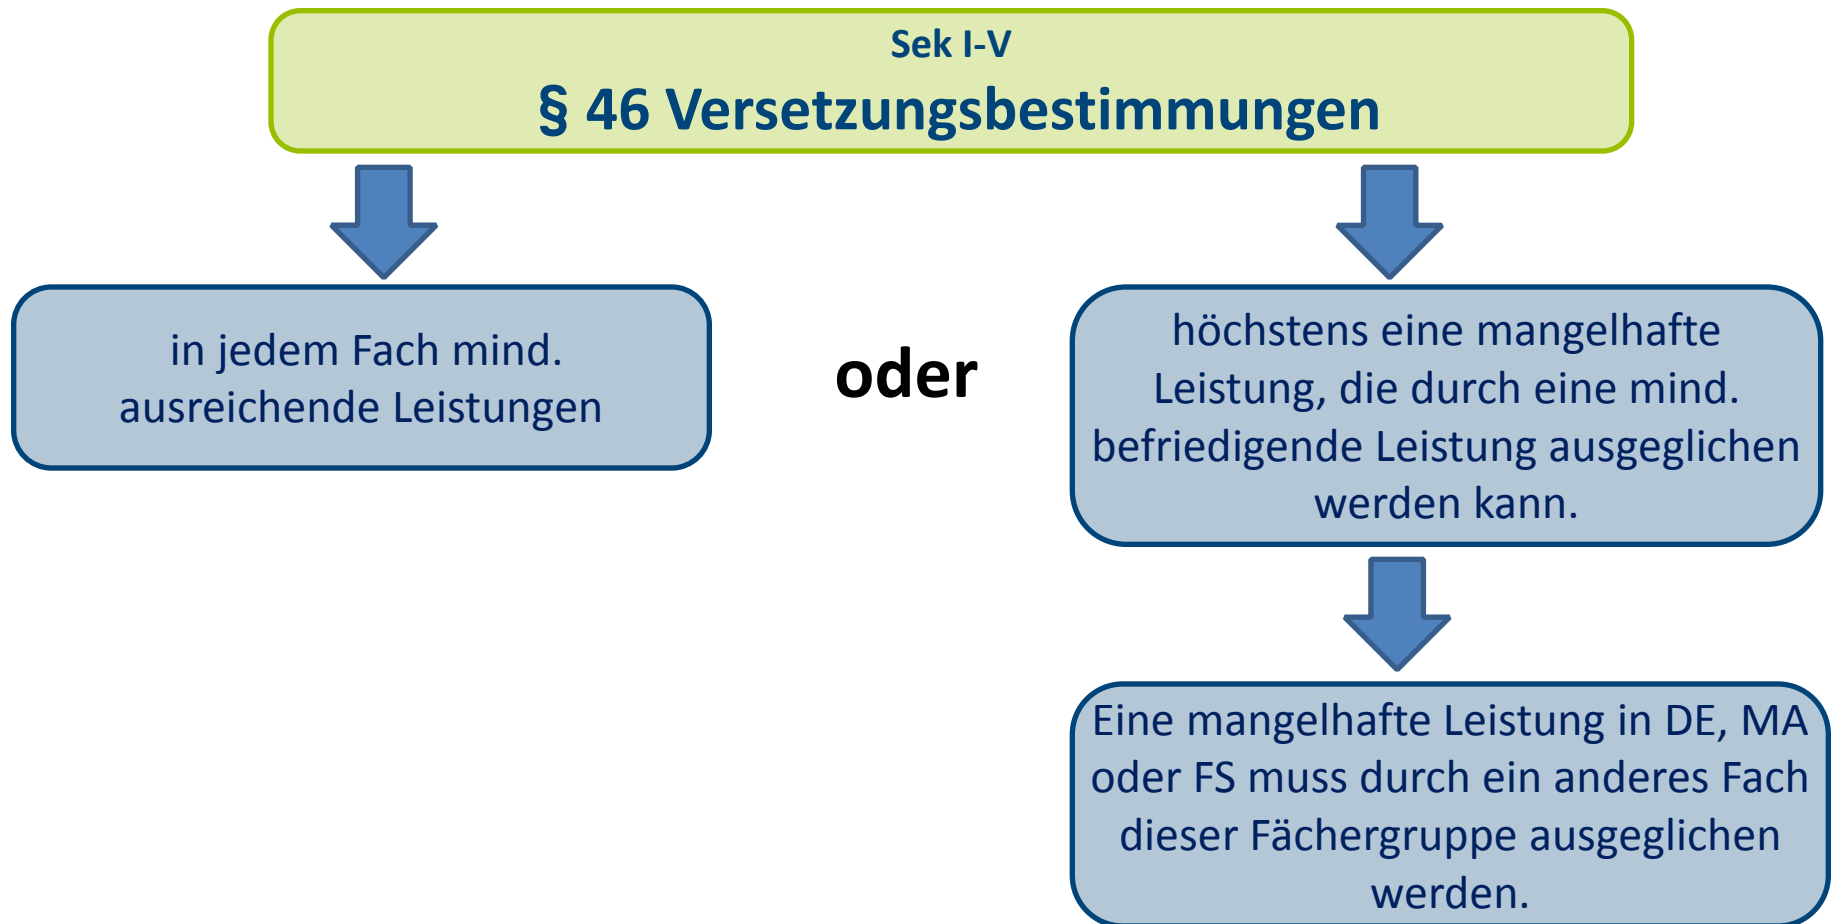 Sek I-V
§ 46 Versetzungsbestimmungen
in jedem Fach mind.
ausreichende Leistungen
oder
höchstens eine mangelhafte
Leistung, die durch eine mind.
befriedigende Leistung ausgeglichen
werden kann.
Eine mangelhafte Leistung in DE, MA
oder FS muss durch ein anderes Fach
dieser Fächergruppe ausgeglichen
werden.